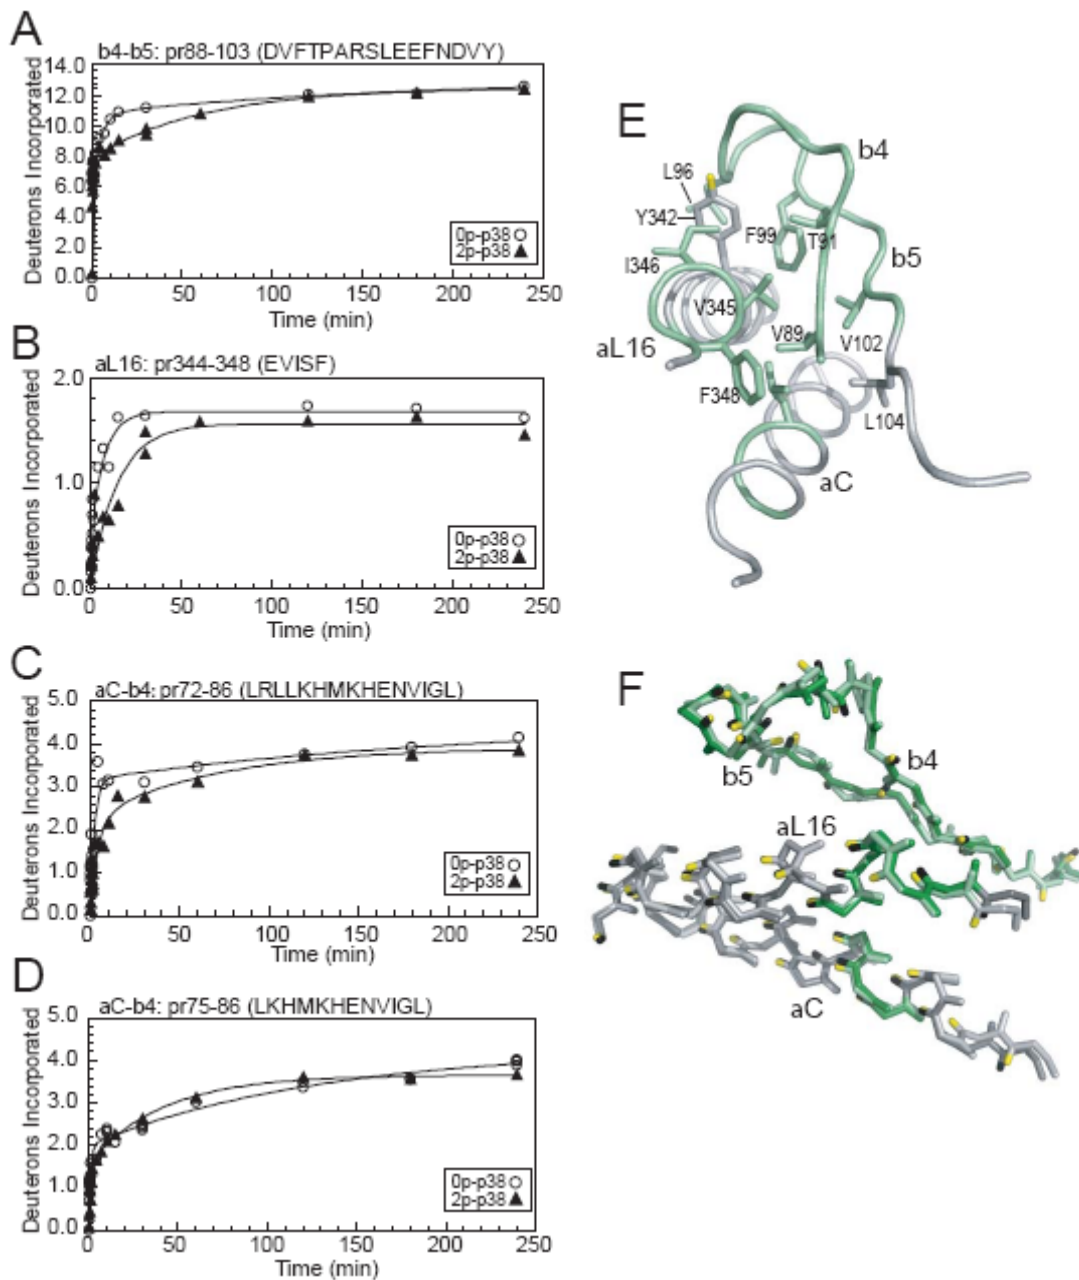 A
b4-b5: pr88-103 (DVFTPARSLEEFNDVY)
Deuterons Incorporated
14.0
12.0
10.0
8.0
6.0
4.0
2.0
0.0
0p-p38
2p-p38
0 50 100 150 200 250
Time (min)
B
aL16: pr344-348 (EVISF)
Deuterons Incorporated
2.0
1.0
0.0
0p-p38
2p-p38
0 50 100 150 200 250
Time (min)
C
aC-b4: pr72-86 (LRLLKHMKHENVIGL)
Deuterons Incorporated
5.0
4.0
3.0
2.0
1.0
0.0
0p-p38
2p-p38
0 50 100 150 200 250
Time (min)
D
aC-b4: pr75-86 (LKHMKHENVIGL)
Deuterons Incorporated
5.0
4.0
3.0
2.0
1.0
0.0
0p-p38
2p-p38
0 50 100 150 200 250
Time (min)
E
b4
L96
Y342
F99
T91
b5
I346
V345
V89
V102
aL16
F348
L104
aC
F
b5
b4
aL16
aC